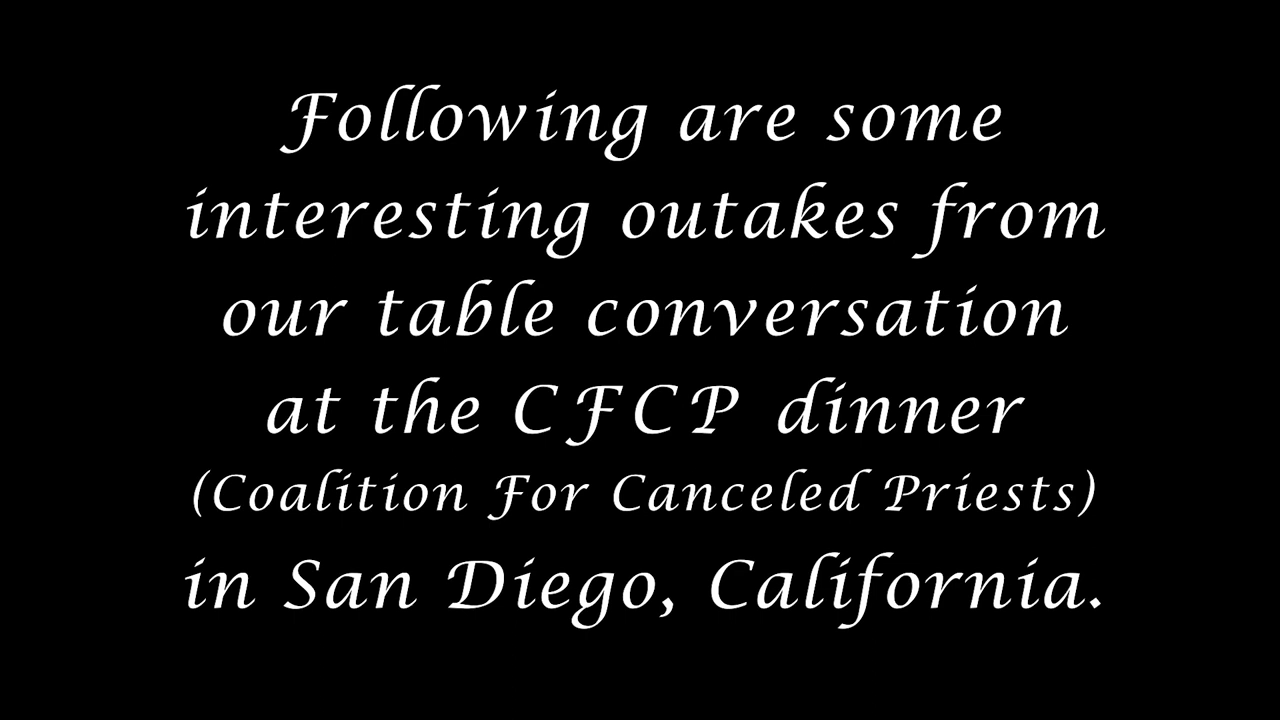 Following are some
interesting outakes from
our table conversation
at the CFCP dinner
(Coalition For Canceled Priests)
in San Diego, California.